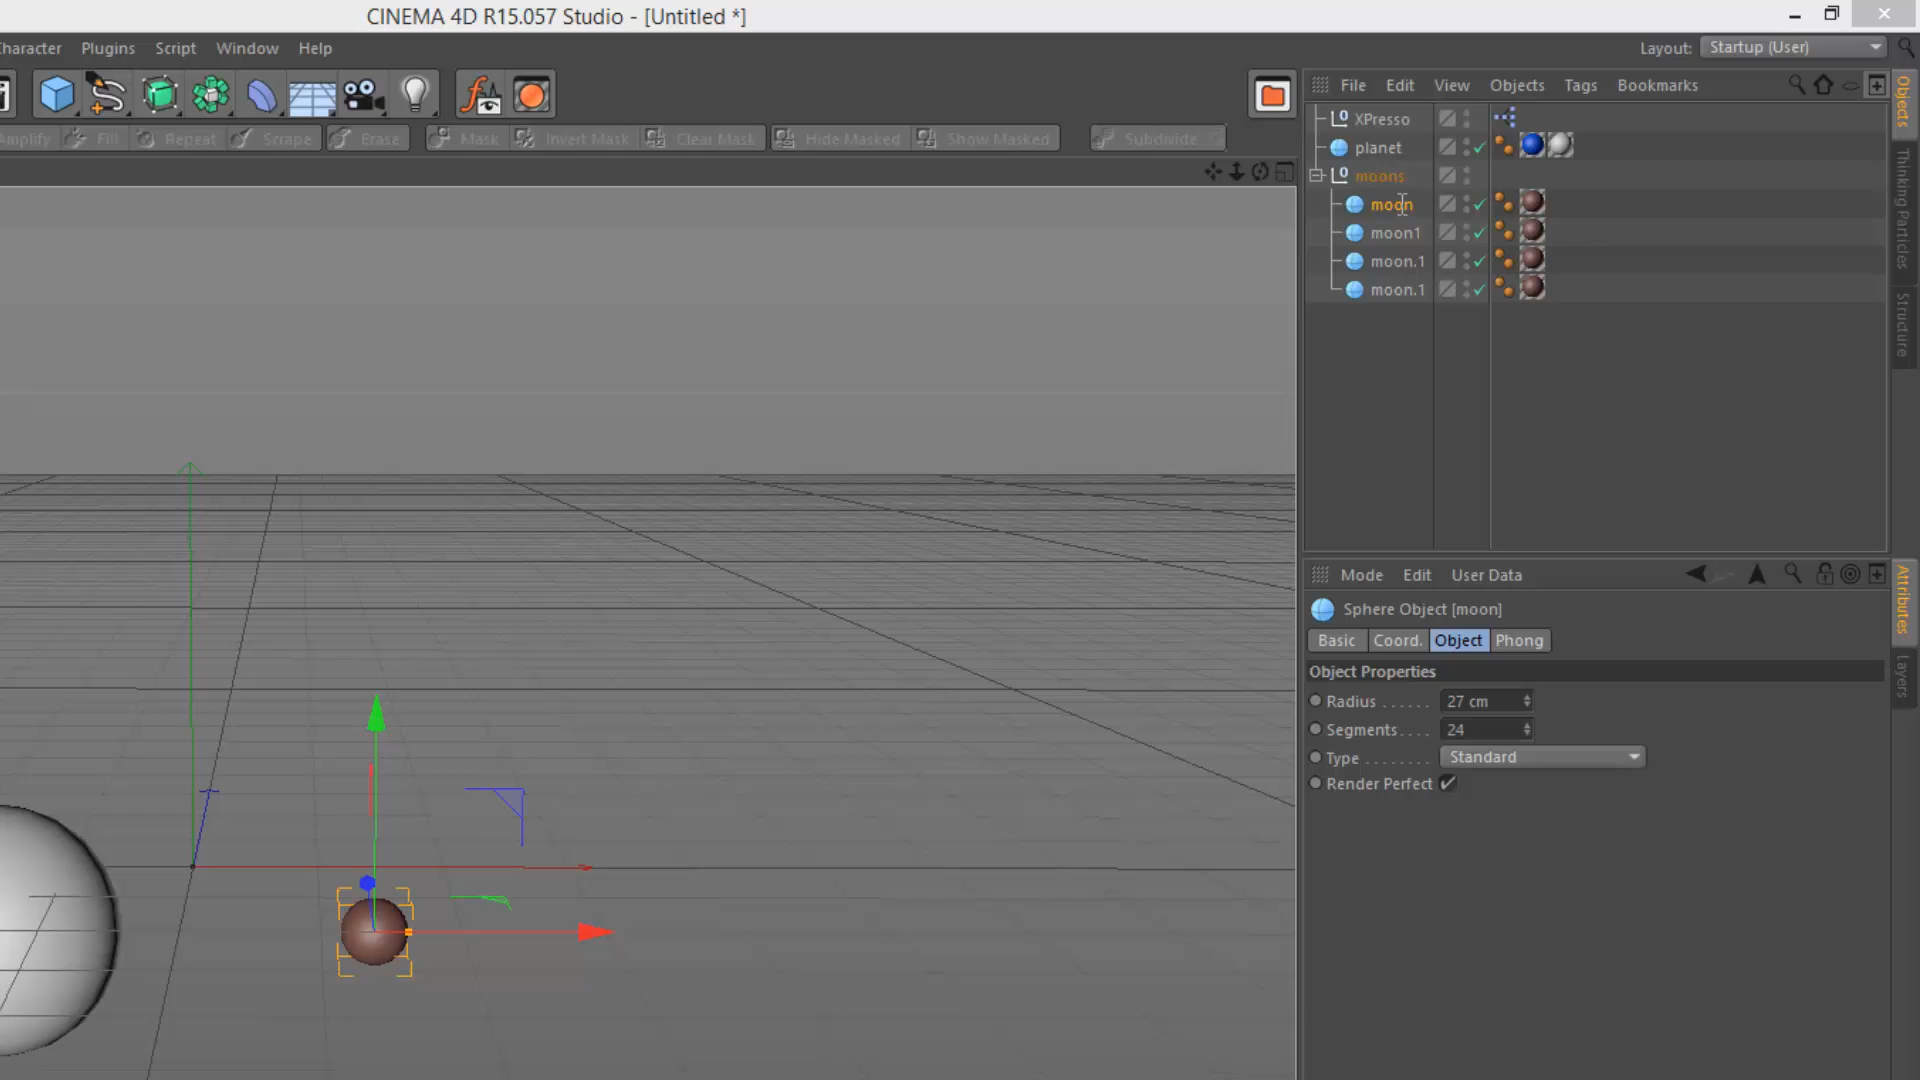 CINEMA 4D R15.057 Studio - [Untitled *]
Character Plugins Script Window Help
Layout: Startup (User)
File Edit View Objects Tags Bookmarks
Amplify Fill Repeat Scrape Erase Mask Invert Mask Clear Mask Hide Masked Show Masked Subdivide
XPresso
planet
moons
moon
moon1
moon.1
moon.1
Objects
Thinking Particles
Structure
Mode Edit User Data
Sphere Object [moon]
Basic Coord. Object Phong
Object Properties
Radius . . . . . . 27 cm
Segments. . . . 24
Type . . . . . . . . Standard
Render Perfect
Attributes
Layers